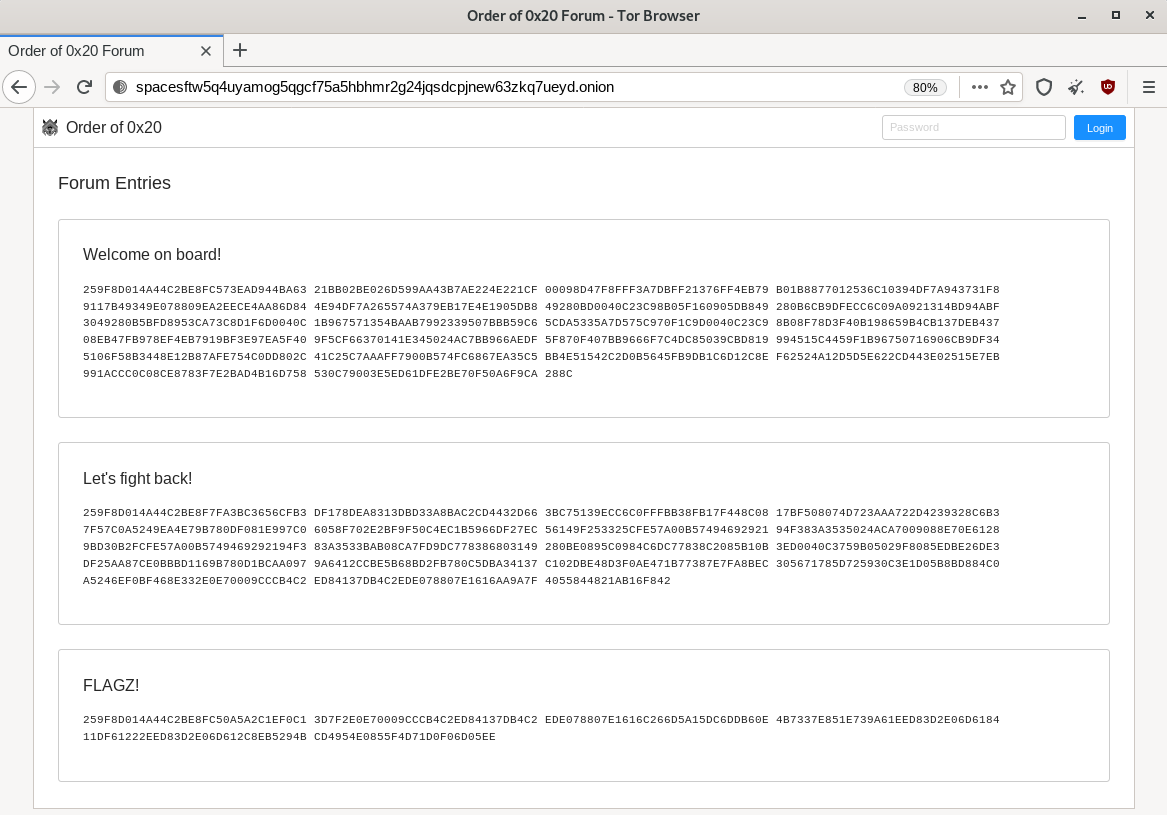 Order of 0x20 Forum - Tor Browser
Order of 0x20 Forum
spacesftw5q4uyamog5qgcf75a5hbhmr2g24jqsdcpjnew63zkq7ueyd.onion 80%
Order of 0x20 Password Login
Forum Entries
Welcome on board!
259F8D014A44C2BE8FC573EAD944BA63 21BB02BE026D599AA43B7AE224E221CF 00098D47F8FFF3A7DBFF21376FF4EB79 B01B8877012536C10394DF7A943731F8
9117B49349E078809EA2EECE4AA86D84 4E94DF7A265574A379EB17E4E1905DB8 49280BD0040C23C98B05F160905DB849 280B6CB9DFECC6C09A0921314BD94ABF
3049280B5BFD8953CA73C8D1F6D0040C 1B967571354BAAB7992339507BBB59C6 5CDA5335A7D575C970F1C9D0040C23C9 8B08F78D3F40B198659B4CB137DEB437
08EB47FB978EF4EB7919BF3E97EA5F40 9F5CF66370141E345024AC7BB966AEDF 5F870F407BB9666F7C4DC85039CBD819 994515C4459F1B96750716906CB9DF34
5106F58B3448E12B87AFE754C0DD802C 41C25C7AAAFF7900B574FC6867EA35C5 BB4E51542C2D0B5645FB9DB1C6D12C8E F62524A12D5D5E622CD443E02515E7EB
991ACCC0C08CE8783F7E2BAD4B16D758 530C79003E5ED61DFE2BE70F50A6F9CA 288C
Let's fight back!
259F8D014A44C2BE8F7FA3BC3656CFB3 DF178DEA8313DBD33A8BAC2CD4432D66 3BC75139ECC6C0FFFBB38FB17F448C08 17BF508074D723AAA722D4239328C6B3
7F57C0A5249EA4E79B780DF081E997C0 6058F702E2BF9F50C4EC1B5966DF27EC 56149F253325CFE57A00B57494692921 94F383A3535024ACA7009088E70E6128
9BD30B2FCFE57A00B5749469292194F3 83A3533BAB08CA7FD9DC778386803149 280BE0895C0984C6DC77838C2085B10B 3ED0040C3759B05029F8085EDBE26DE3
DF25AA87CE0BBBD1169B780D1BCAA097 9A6412CCBE5B68BD2FB780C5DBA34137 C102DBE48D3F0AE471B77387E7FA8BEC 305671785D725930C3E1D05B8BD884C0
A5246EF0BF468E332E0E70009CCCB4C2 ED84137DB4C2EDE078807E1616AA9A7F 4055844821AB16F842
FLAGZ!
259F8D014A44C2BE8FC50A5A2C1EF0C1 3D7F2E0E70009CCCB4C2ED84137DB4C2 EDE078807E1616C266D5A15DC6DDB60E 4B7337E851E739A61EED83D2E06D6184
11DF61222EED83D2E06D612C8EB5294B CD4954E0855F4D71D0F06D05EE